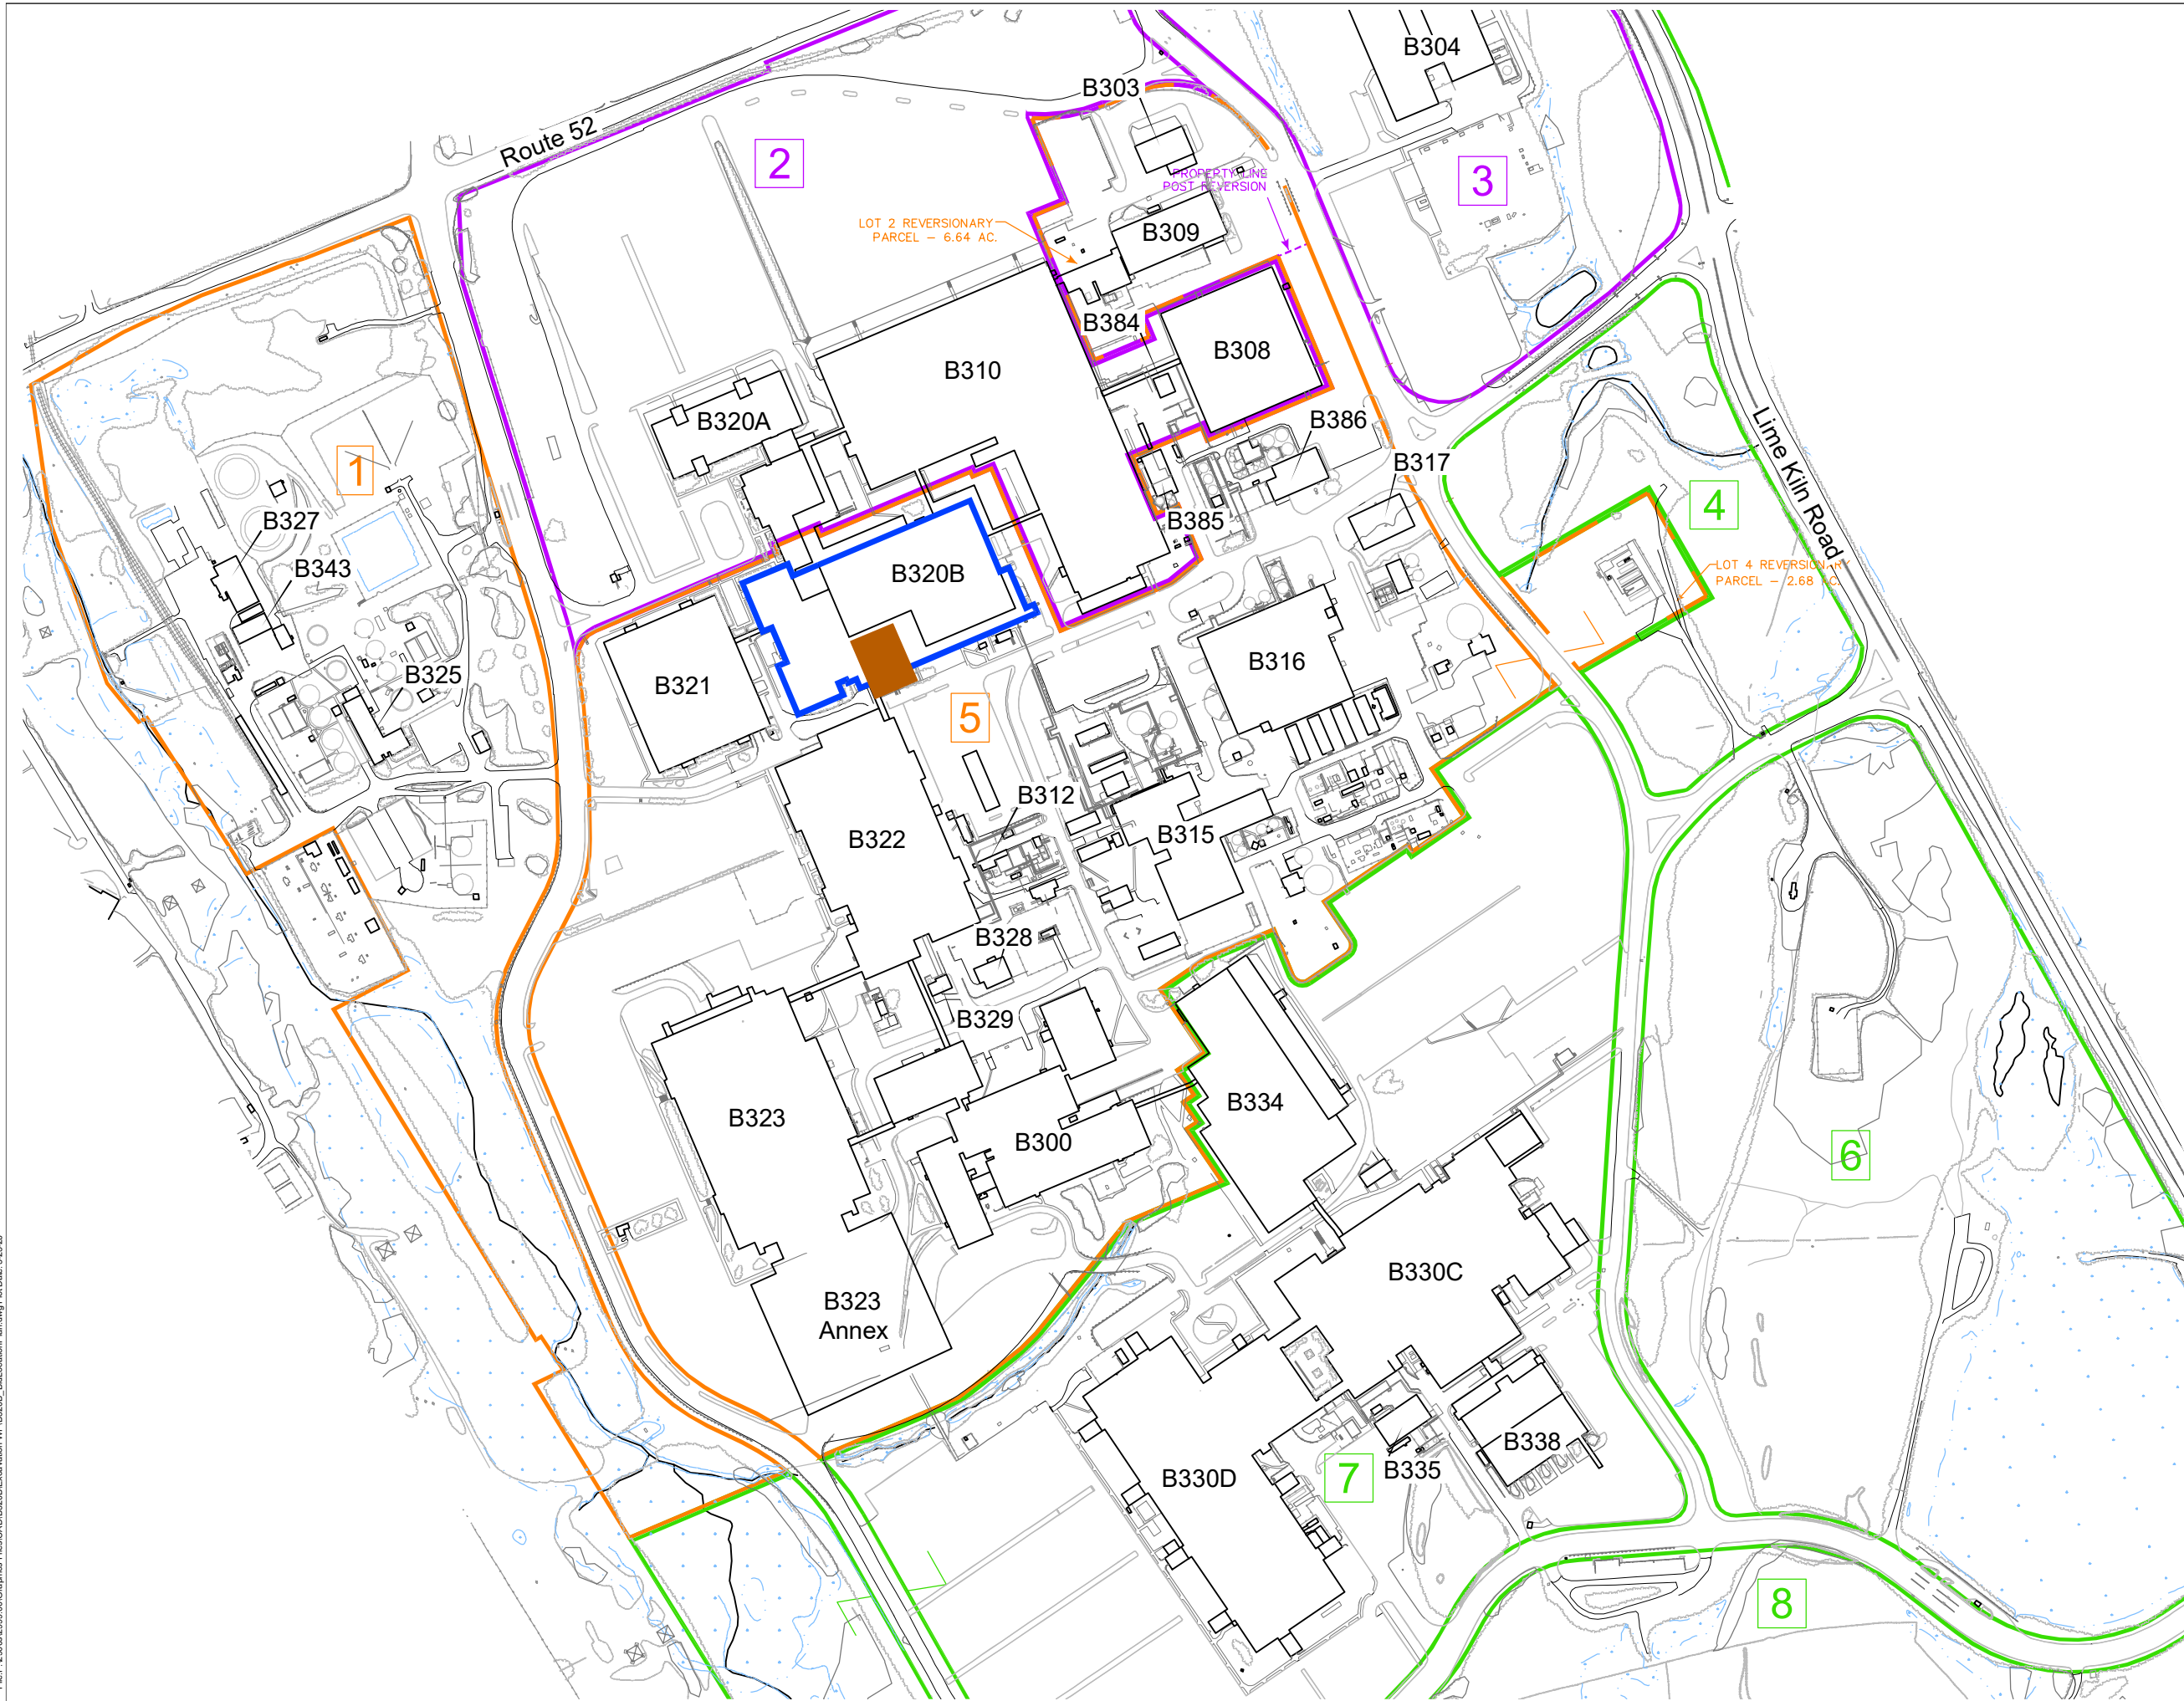 B304
B303
Route 52
2
3
PROPERTY LINE
POST REVERSION
LOT 2 REVERSIONARY
PARCEL – 6.64 AC.
B309
B384
B308
B310
B320A
B386
B317
1
4
Lime Kiln Road
B327
B385
B343
B320B
LOT 4 REVERSIONARY
PARCEL – 2.68 AC.
B316
B325
B321
5
B312
B315
B322
B328
B329
B334
B323
B300
6
B330C
B323
Annex
B338
B335
B330D
7
8